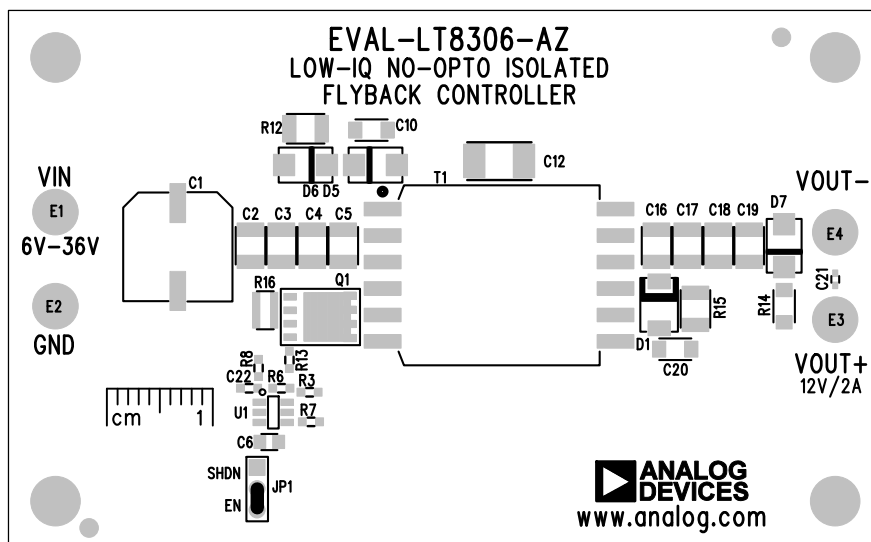 EVAL-LT8306-AZ
LOW-IQ NO-OPTO ISOLATED
FLYBACK CONTROLLER
R12
C10
D6 D5
T1
C12
VIN
E1
6V-36V
E2
GND
C1
C2 C3 C4 C5
C16 C17 C18 C19
D7
VOUT-
E4
C21
E3
VOUT+
12V/2A
R14
R15
D1
C20
R16
Q1
R8
R13
C22
R6
R3
U1
R7
C6
cm 1
SHDN
EN
JP1
ANALOG
DEVICES
www.analog.com